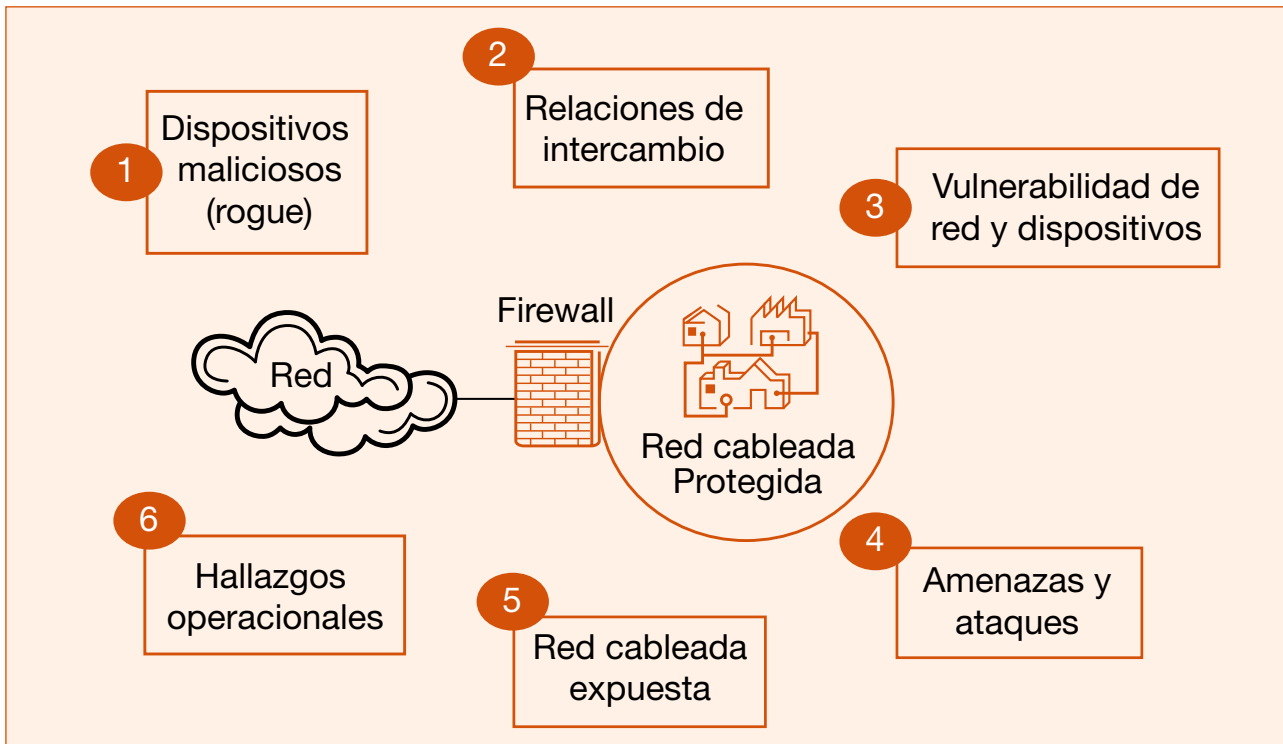 1
Dispositivos
maliciosos
(rogue)
2
Relaciones de
intercambio
3
Vulnerabilidad de
red y dispositivos
Firewall
Red
Red cableada
Protegida
4
Amenazas y
ataques
5
Red cableada
expuesta
6
Hallazgos
operacionales